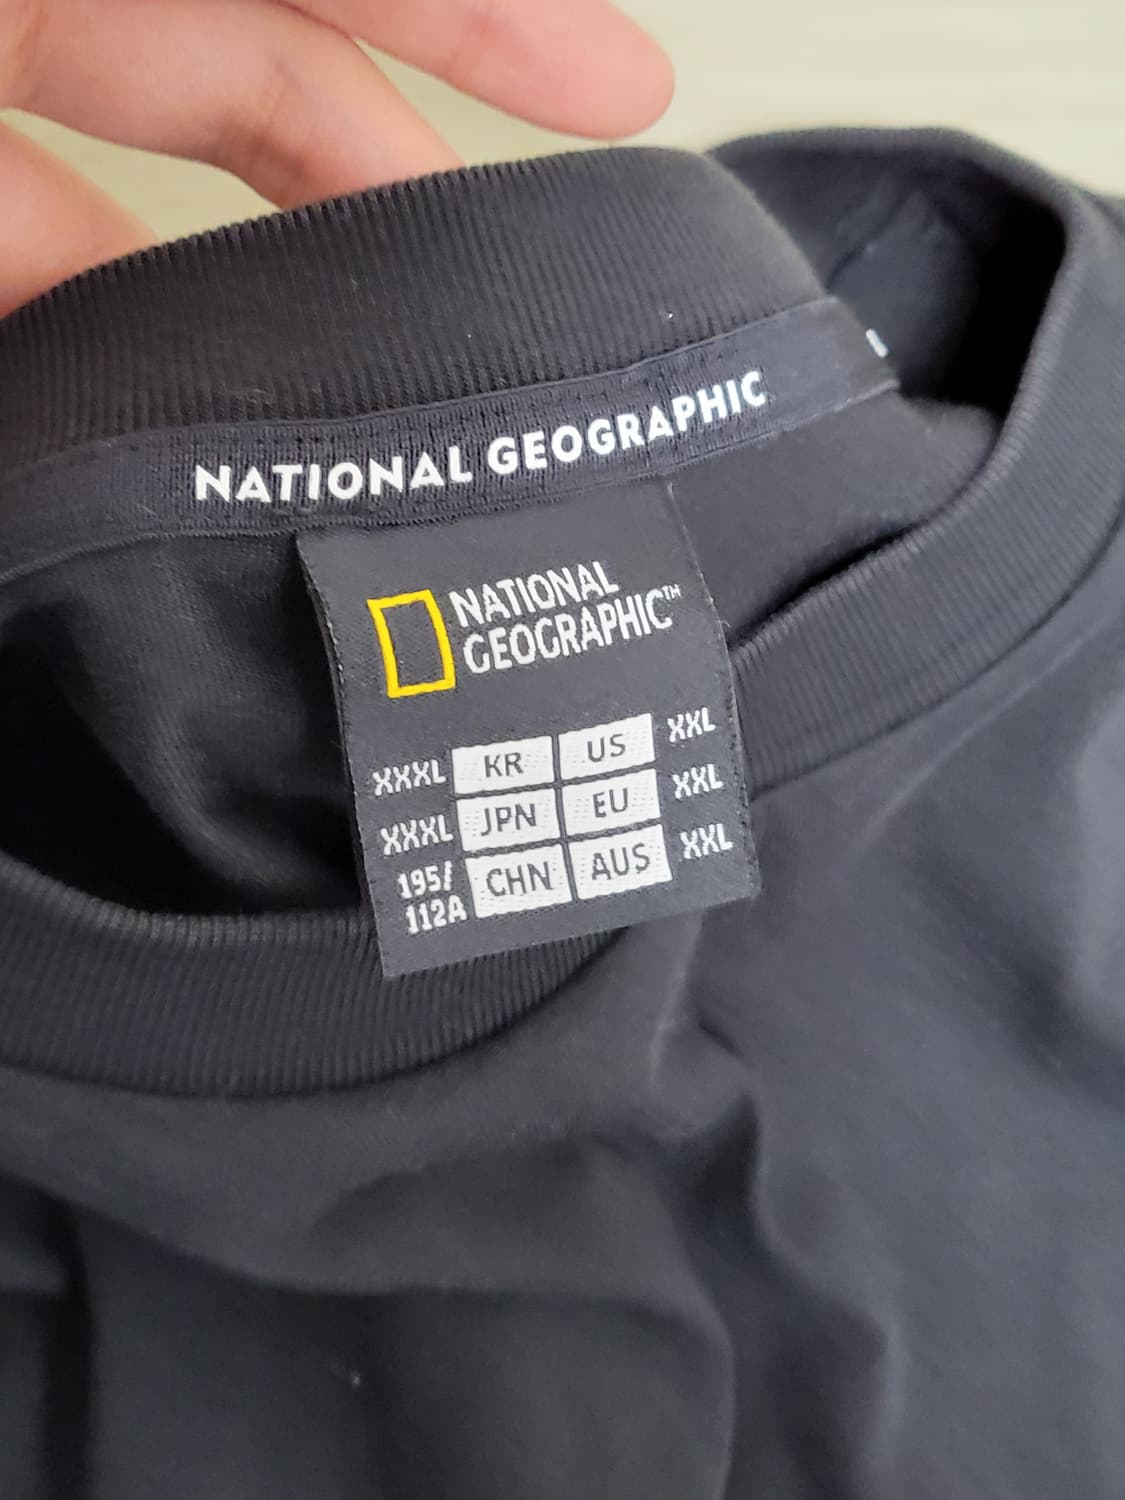 NATIONAL GEOGRAPHIC
NATIONAL
GEOGRAPHIC™
XXXL KR US XXL
XXXL JPN EU XXL
195/
112A CHN AUS XXL